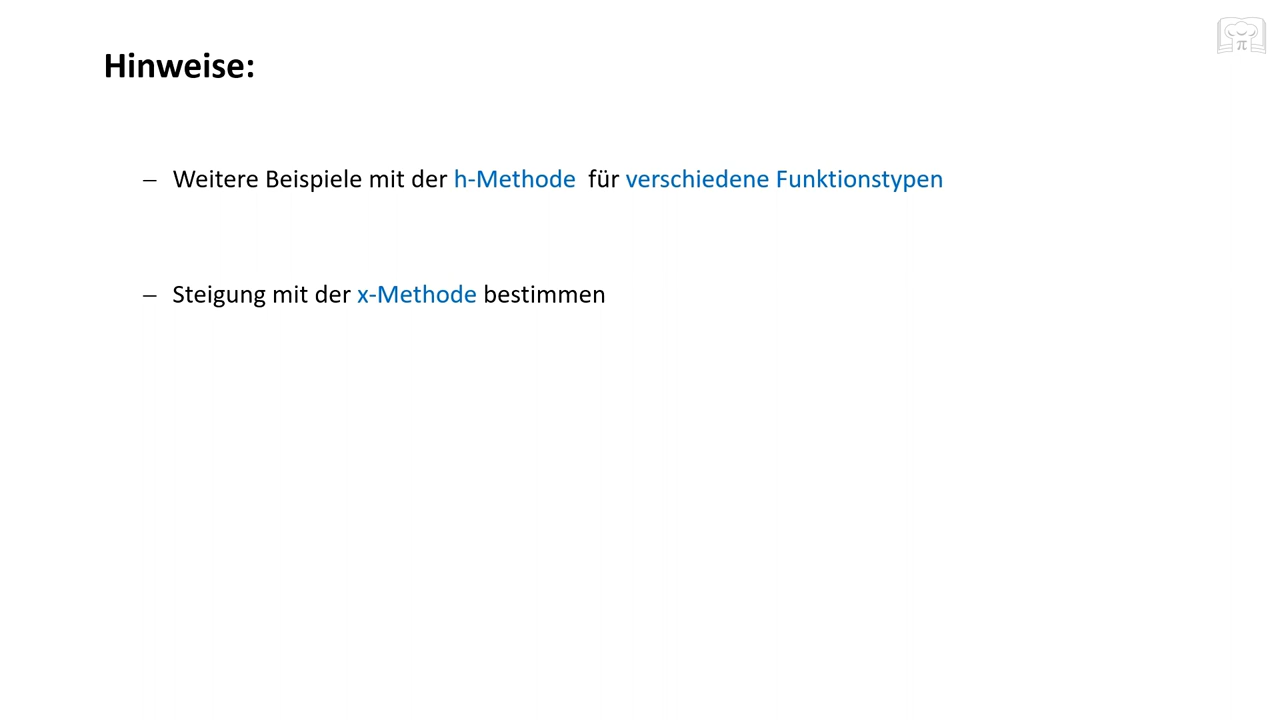 Hinweise:
– Weitere Beispiele mit der h-Methode für verschiedene Funktionstypen
– Steigung mit der x-Methode bestimmen
π